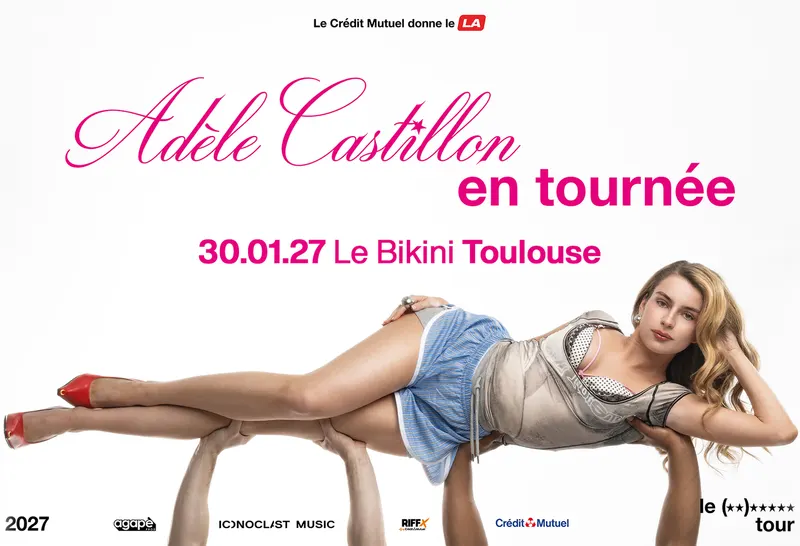 Le Crédit Mutuel donne le LA
Adèle Castillon
en tournée
30.01.27 Le Bikini Toulouse
2027
agapè
ICONOCLAST MUSIC
RIFFX
Crédit Mutuel
le (★★)★★★★★
tour